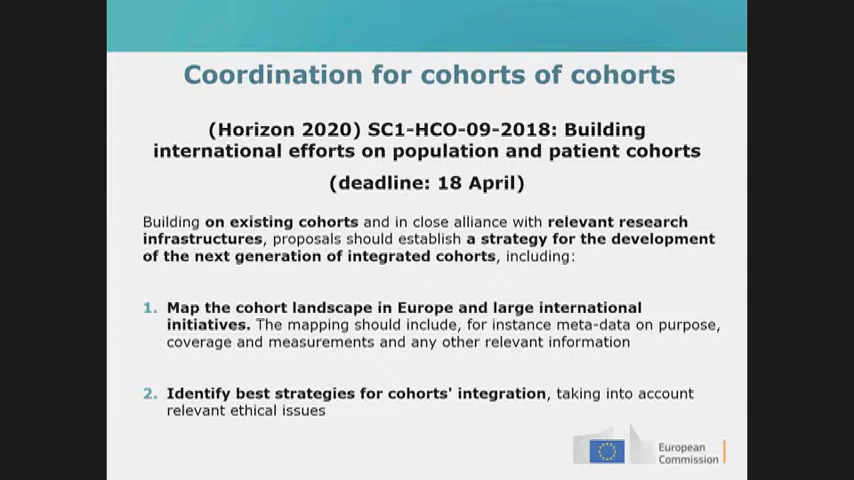 Coordination for cohorts of cohorts
(Horizon 2020) SC1-HCO-09-2018: Building
international efforts on population and patient cohorts
(deadline: 18 April)
Building on existing cohorts and in close alliance with relevant research
infrastructures, proposals should establish a strategy for the development
of the next generation of integrated cohorts, including:
1. Map the cohort landscape in Europe and large international
initiatives. The mapping should include, for instance meta-data on purpose,
coverage and measurements and any other relevant information
2. Identify best strategies for cohorts' integration, taking into account
relevant ethical issues
European
Commission